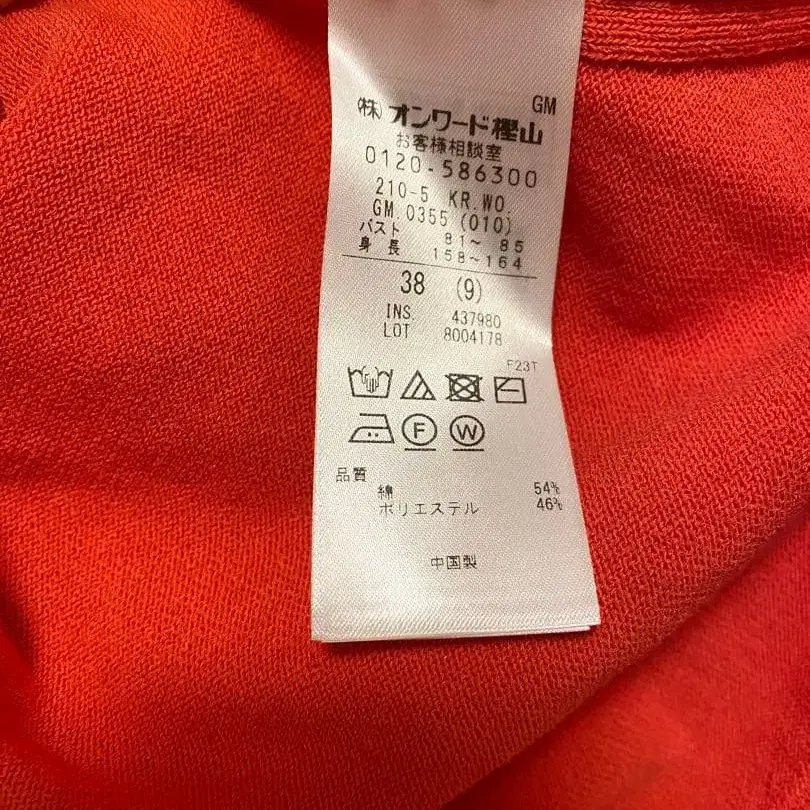 GM
㈱オンワード樫山
お客様相談室
0120-586300
210-5 KR.WO.
GM.0355 (010)
バスト 81～ 85
身 長 158～164
38 (9)
INS. 437980
LOT 8004178
F23T
F W
品質
綿 54%
ポリエステル 46%
中国製